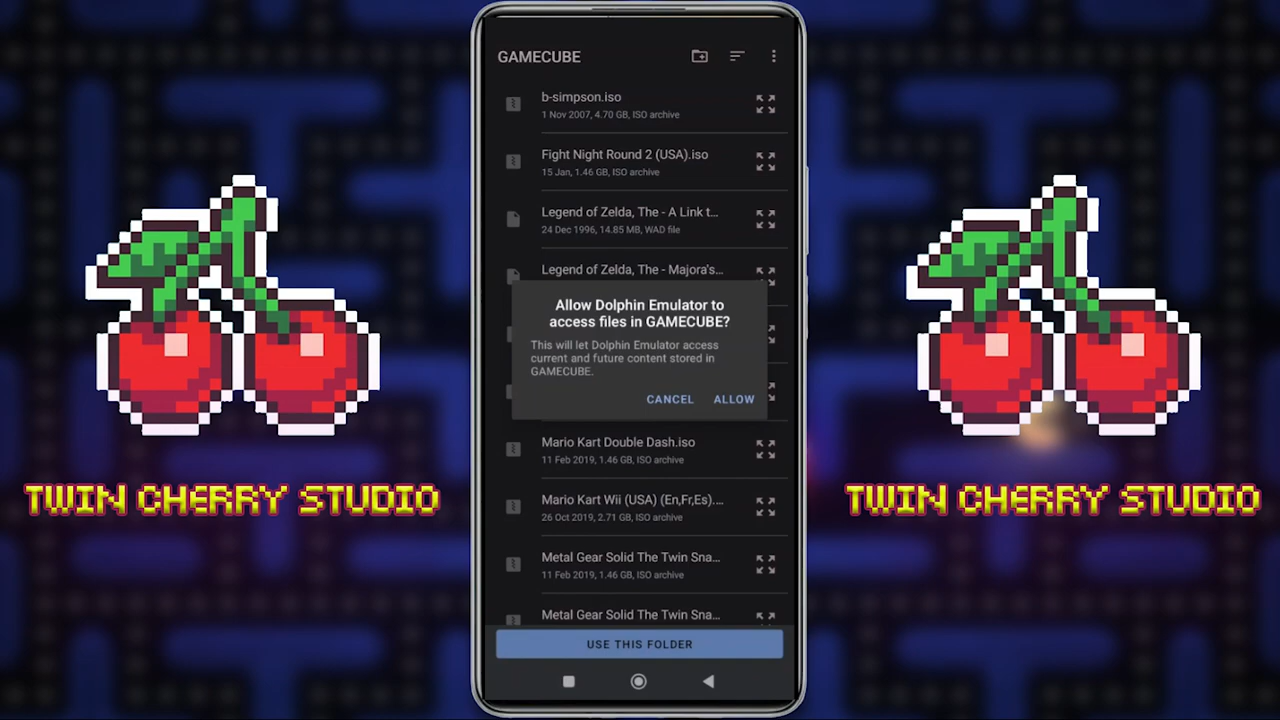 GAMECUBE
b-simpson.iso
1 Nov 2007, 4.70 GB, ISO archive
Fight Night Round 2 (USA).iso
15 Jan, 1.46 GB, ISO archive
Legend of Zelda, The - A Link t...
24 Dec 1996, 14.85 MB, WAD file
Legend of Zelda, The - Majora's...
Allow Dolphin Emulator to
access files in GAMECUBE?
This will let Dolphin Emulator access
current and future content stored in
GAMECUBE.
CANCEL ALLOW
Mario Kart Double Dash.iso
11 Feb 2019, 1.46 GB, ISO archive
Mario Kart Wii (USA) (En,Fr,Es)....
26 Oct 2019, 2.71 GB, ISO archive
Metal Gear Solid The Twin Sna...
11 Feb 2019, 1.46 GB, ISO archive
Metal Gear Solid The Twin Sna...
USE THIS FOLDER
TWIN CHERRY STUDIO
TWIN CHERRY STUDIO